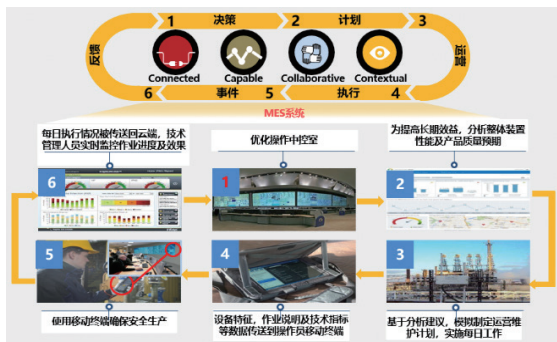 1 决策 2 计划 3
反馈
运营
Connected Capable Collaborative Contextual
6 事件 5 执行 4
MES系统
每日执行情况被传送回云端，技术
管理人员实时监控作业进度及效果
优化操作中控室
为提高长期效益，分析整体装置
性能及产品质量预期
6
1
2
5
4
3
使用移动终端确保安全生产
设备特征，作业说明及技术指标
等数据传送到操作员移动终端
基于分析建议，模拟制定运营维
护计划，实施每日工作